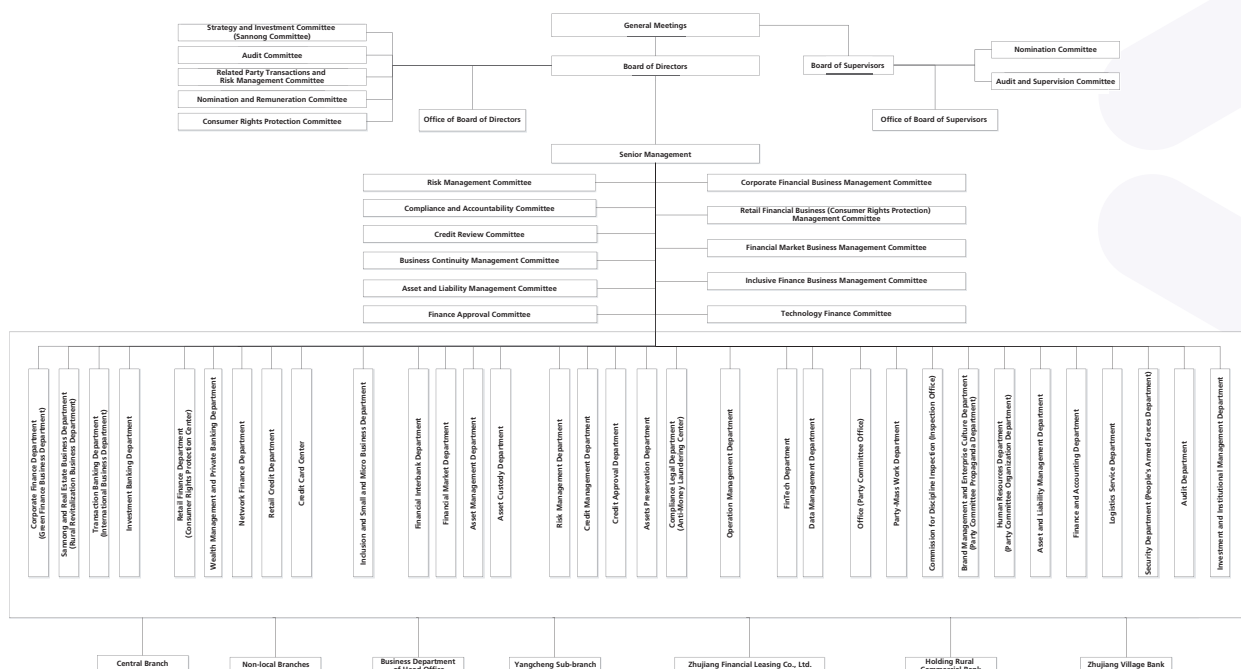 General Meetings
Strategy and Investment Committee
(Sannong Committee)
Audit Committee
Related Party Transactions and
Risk Management Committee
Nomination and Remuneration Committee
Consumer Rights Protection Committee
Board of Directors
Office of Board of Directors
Board of Supervisors
Nomination Committee
Audit and Supervision Committee
Office of Board of Supervisors
Senior Management
Risk Management Committee
Compliance and Accountability Committee
Credit Review Committee
Business Continuity Management Committee
Asset and Liability Management Committee
Finance Approval Committee
Corporate Financial Business Management Committee
Retail Financial Business (Consumer Rights Protection)
Management Committee
Financial Market Business Management Committee
Inclusive Finance Business Management Committee
Technology Finance Committee
Corporate Finance Department
(Green Finance Business Department)
Sannong and Real Estate Business Department
(Rural Revitalization Business Department)
Transaction Banking Department
(International Business Department)
Investment Banking Department
Retail Finance Department
(Consumer Rights Protection Center)
Wealth Management and Private Banking Department
Network Finance Department
Retail Credit Department
Credit Card Center
Inclusion and Small and Micro Business Department
Financial Interbank Department
Financial Market Department
Asset Management Department
Asset Custody Department
Risk Management Department
Credit Management Department
Credit Approval Department
Assets Preservation Department
Compliance Legal Department
(Anti-Money Laundering Center)
Operation Management Department
FinTech Department
Data Management Department
Office (Party Committee Office)
Party-Mass Work Department
Commission for Discipline Inspection (Inspection Office)
Brand Management and Enterprise Culture Department
(Party Committee Propaganda Department)
Human Resources Department
(Party Committee Organization Department)
Asset and Liability Management Department
Finance and Accounting Department
Logistics Service Department
Security Department (People's Armed Forces Department)
Audit Department
Investment and Institutional Management Department
Central Branch
Non-local Branches
Business Department
of Head Office
Yangcheng Sub-branch
Zhujiang Financial Leasing Co., Ltd.
Holding Rural
Commercial Bank
Zhujiang Village Bank